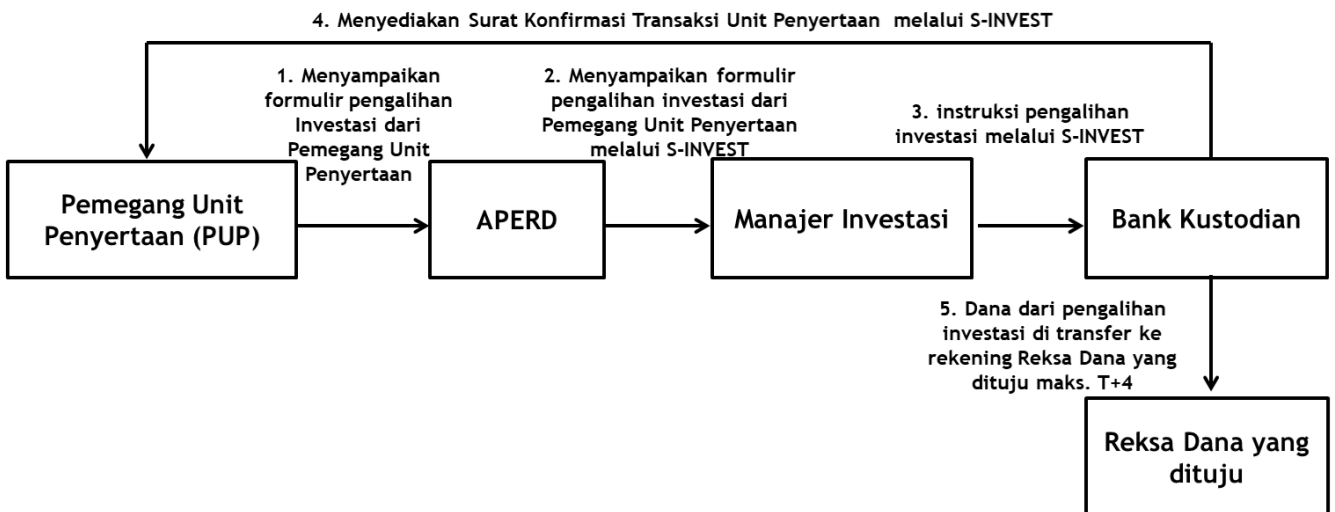 4. Menyediakan Surat Konfirmasi Transaksi Unit Penyertaan melalui S-INVEST
1. Menyampaikan
formulir pengalihan
Investasi dari
Pemegang Unit
Penyertaan
2. Menyampaikan formulir
pengalihan investasi dari
Pemegang Unit Penyertaan
melalui S-INVEST
3. instruksi pengalihan
investasi melalui S-INVEST
Pemegang Unit
Penyertaan (PUP)
APERD
Manajer Investasi
Bank Kustodian
5. Dana dari pengalihan
investasi di transfer ke
rekening Reksa Dana yang
dituju maks. T+4
Reksa Dana yang
dituju